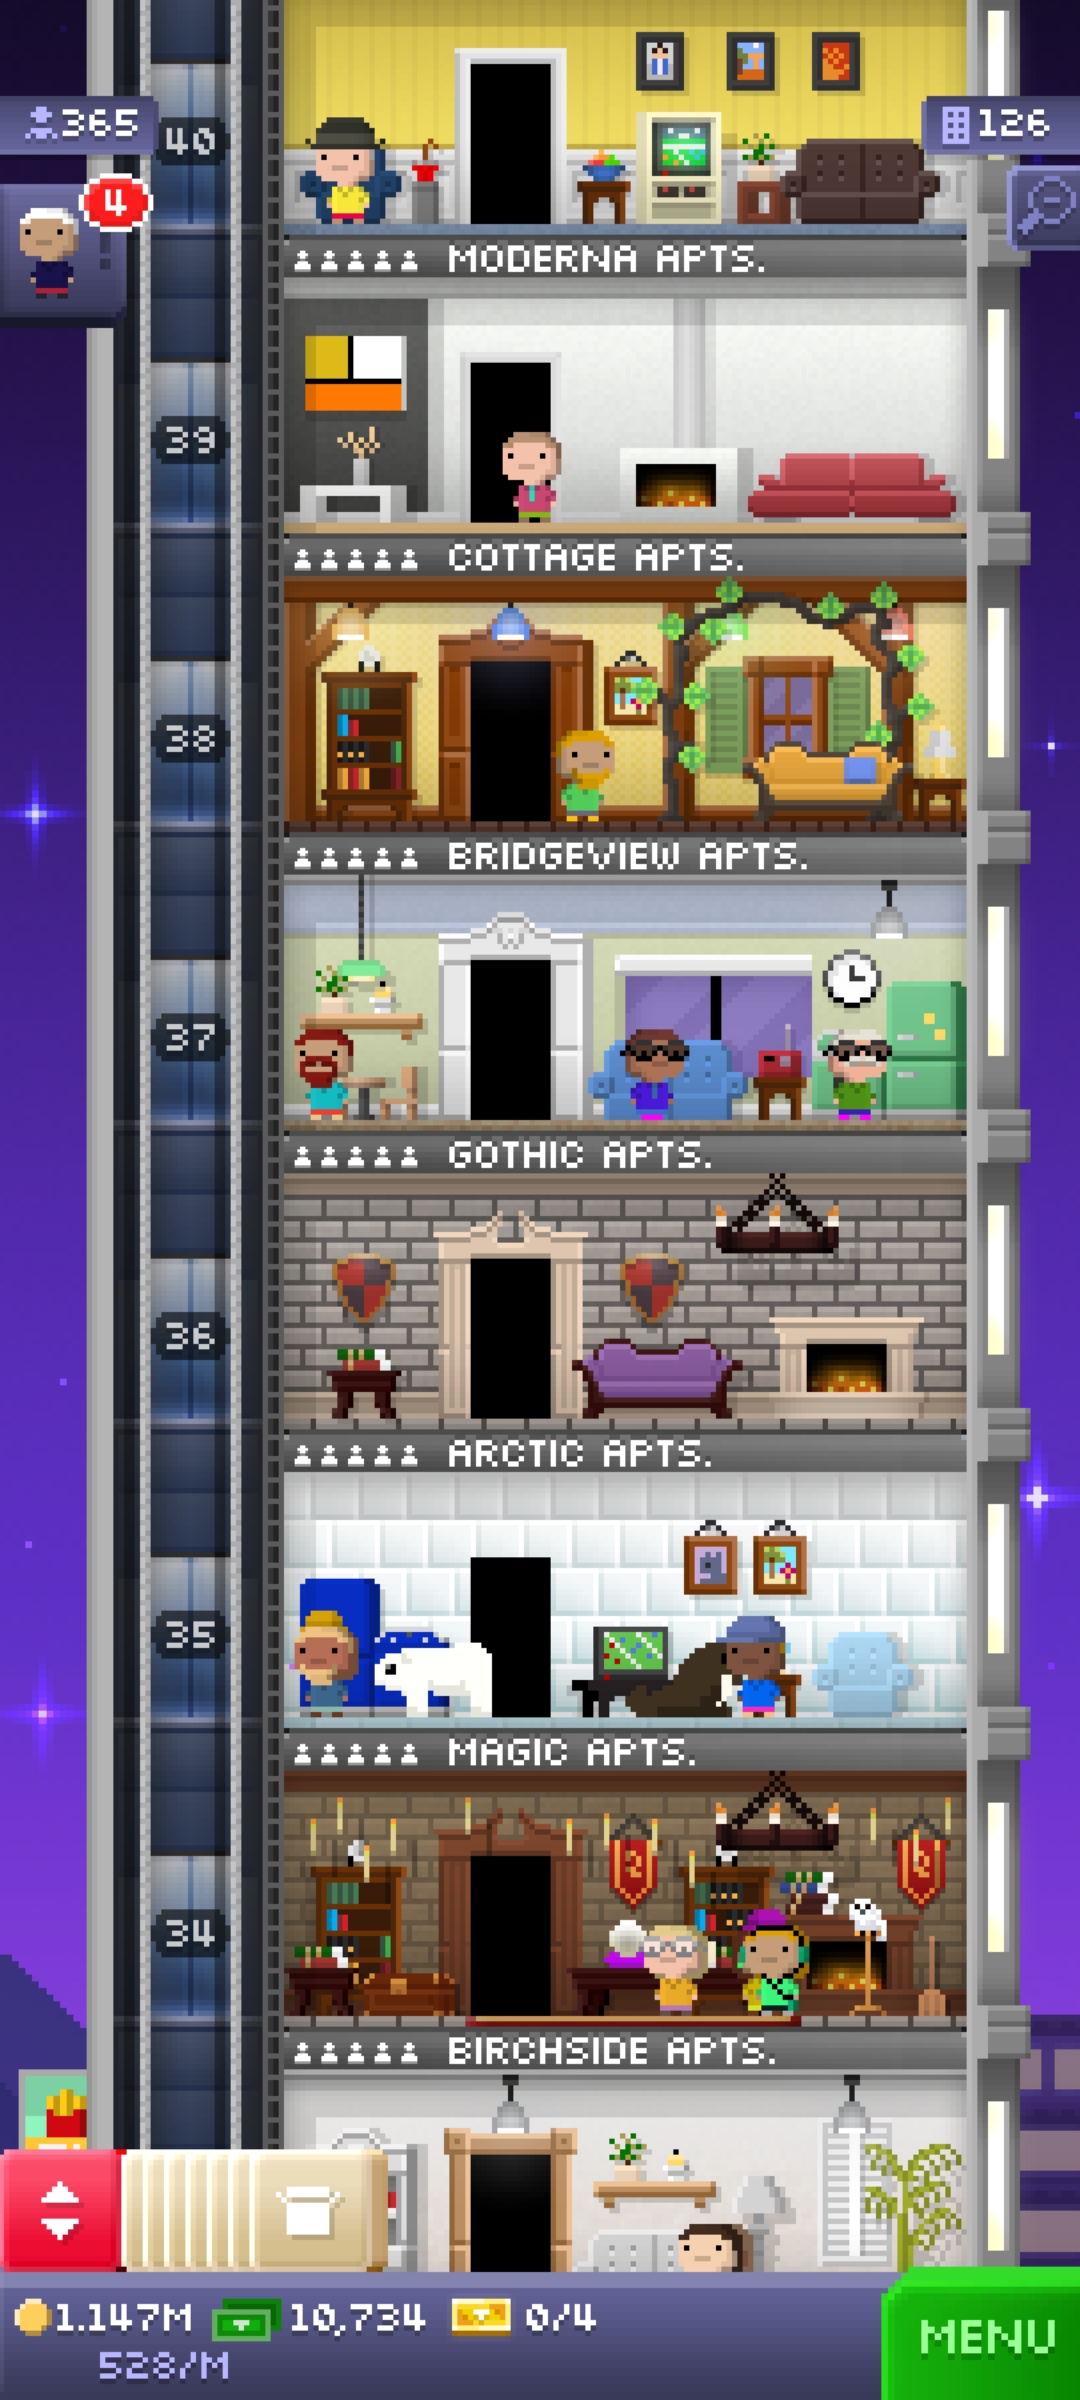 365
126
4
40
MODERNA APTS.
39
COTTAGE APTS.
38
BRIDGEVIEW APTS.
37
GOTHIC APTS.
36
ARCTIC APTS.
35
MAGIC APTS.
34
BIRCHSIDE APTS.
1.147M 10,734 0/4
528/M
MENU